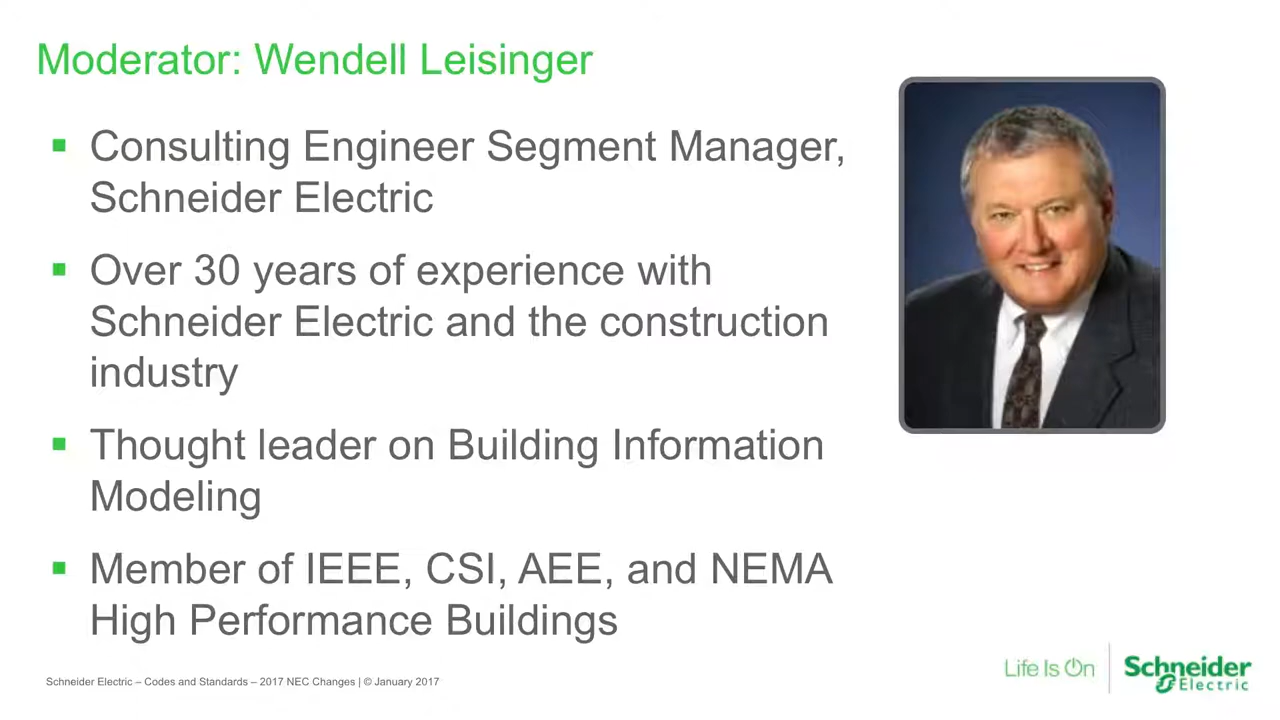 Moderator: Wendell Leisinger
Consulting Engineer Segment Manager,
Schneider Electric
Over 30 years of experience with
Schneider Electric and the construction
industry
Thought leader on Building Information
Modeling
Member of IEEE, CSI, AEE, and NEMA
High Performance Buildings
Schneider Electric – Codes and Standards – 2017 NEC Changes | © January 2017
Life Is On
Schneider
Electric